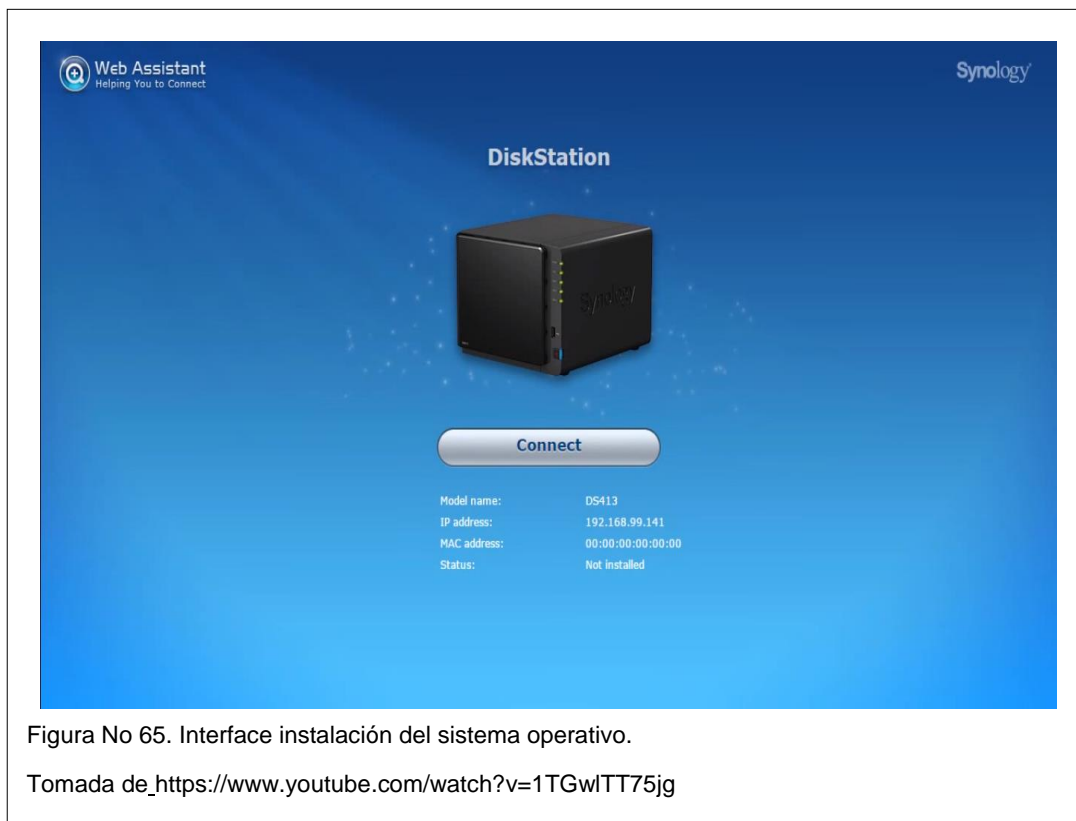 Web Assistant
Helping You to Connect
Synology
DiskStation
Synology
Connect
Model name: DS413
IP address: 192.168.99.141
MAC address: 00:00:00:00:00:00
Status: Not installed
Figura No 65. Interface instalación del sistema operativo.
Tomada de https://www.youtube.com/watch?v=1TGwlTT75jg